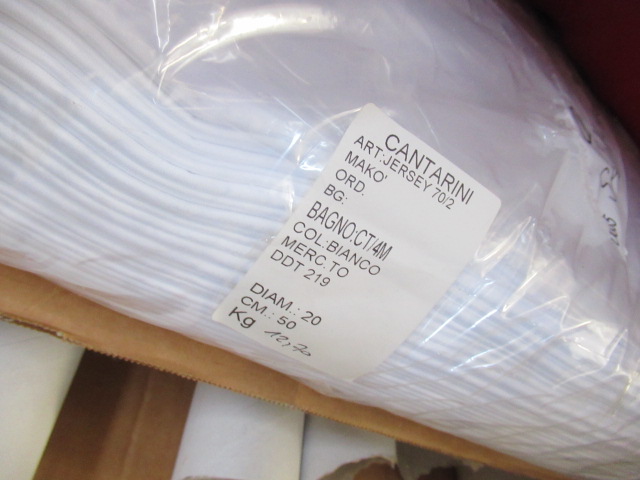 CANTARINI
ART:JERSEY 70/2
MAKO'
ORD.
BG:
BAGNO:CT/4M
COL:BIANCO
MERC.TO
DDT 219
DIAM.: 20
CM.: 50
Kg 12,70